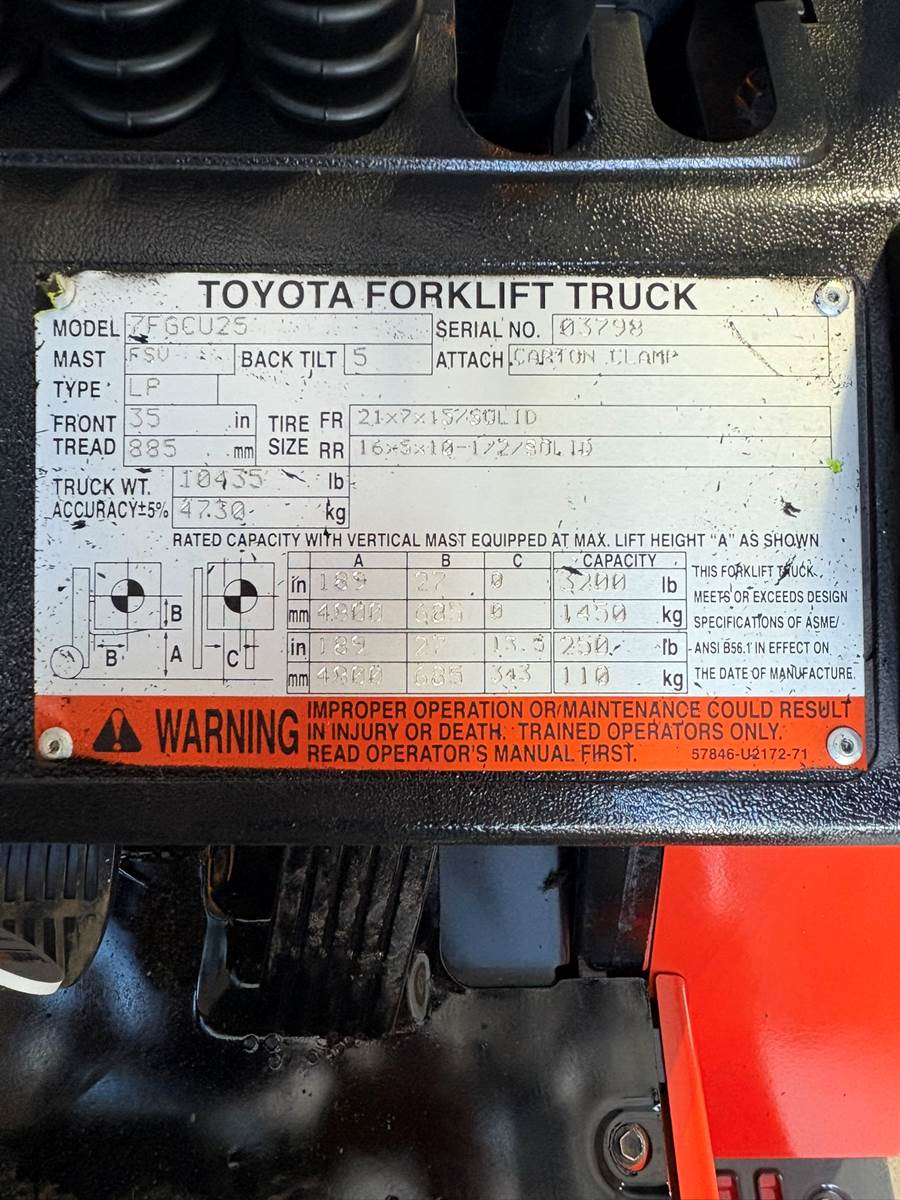 TOYOTA FORKLIFT TRUCK
MODEL 7FGCU25 SERIAL NO. 03798
MAST FSV BACK TILT 5 ATTACH CARTON CLAMP
TYPE LP
FRONT TREAD 35 in TIRE SIZE FR 21x7x15/SOLID
885 mm RR 16x5x10-1/2/SOLID
TRUCK WT. 10435 lb
ACCURACY±5% 4730 kg
RATED CAPACITY WITH VERTICAL MAST EQUIPPED AT MAX. LIFT HEIGHT "A" AS SHOWN
A B C CAPACITY
in 189 27 0 3200 lb
mm 4800 685 0 1450 kg
in 189 27 13.5 250 lb
mm 4800 685 343 110 kg
B
B A C
THIS FORKLIFT TRUCK
MEETS OR EXCEEDS DESIGN
SPECIFICATIONS OF ASME/
ANSI B56.1 IN EFFECT ON
THE DATE OF MANUFACTURE.
WARNING
IMPROPER OPERATION OR MAINTENANCE COULD RESULT
IN INJURY OR DEATH. TRAINED OPERATORS ONLY.
READ OPERATOR'S MANUAL FIRST. 57846-U2172-71